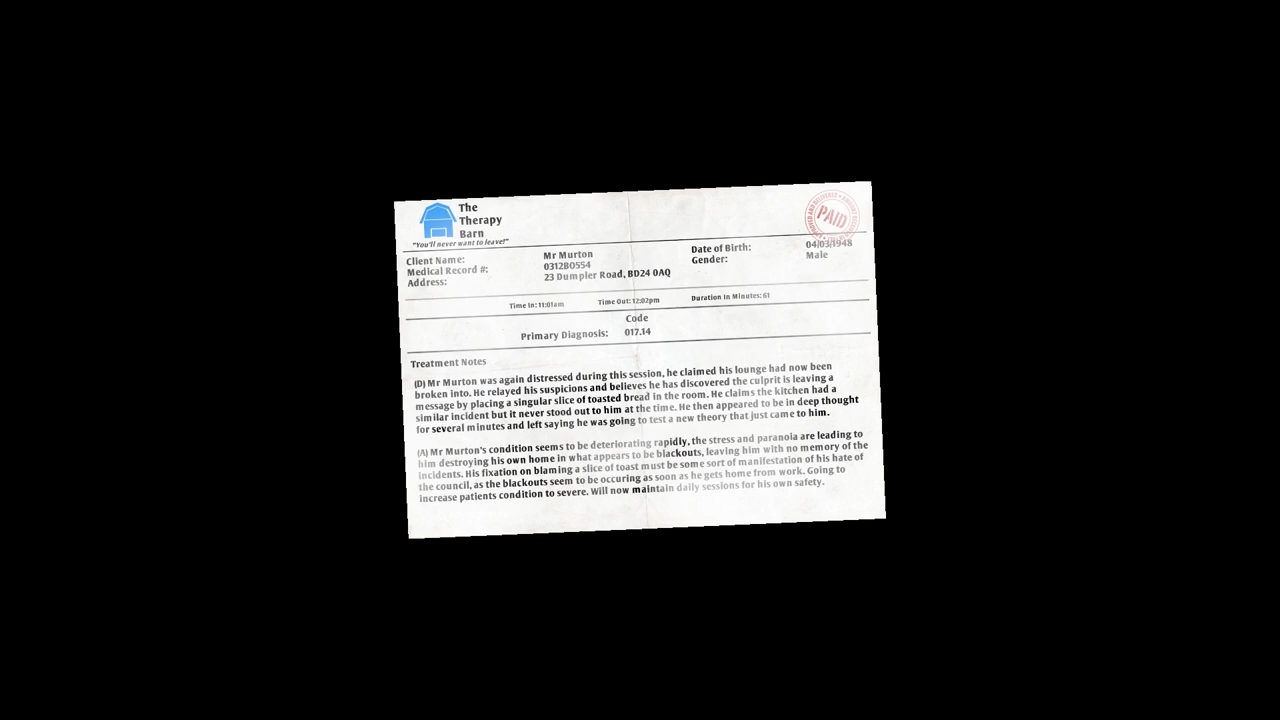 The
Therapy
Barn
"You'll never want to leave!"
PAID
Client Name: Mr Murton Date of Birth: 04/03/1948
Medical Record #: 0312B0554 Gender: Male
Address: 23 Dumpler Road, BD24 0AQ
Time In: 11:01am Time Out: 12:02pm Duration In Minutes: 61
Code
Primary Diagnosis: 017.14
Treatment Notes
(D) Mr Murton was again distressed during this session, he claimed his lounge had now been
broken into. He relayed his suspicions and believes he has discovered the culprit is leaving a
message by placing a singular slice of toasted bread in the room. He claims the kitchen had a
similar incident but it never stood out to him at the time. He then appeared to be in deep thought
for several minutes and left saying he was going to test a new theory that just came to him.
(A) Mr Murton's condition seems to be deteriorating rapidly, the stress and paranoia are leading to
him destroying his own home in what appears to be blackouts, leaving him with no memory of the
incidents. His fixation on blaming a slice of toast must be some sort of manifestation of his hate of
the council, as the blackouts seem to be occuring as soon as he gets home from work. Going to
increase patients condition to severe. Will now maintain daily sessions for his own safety.